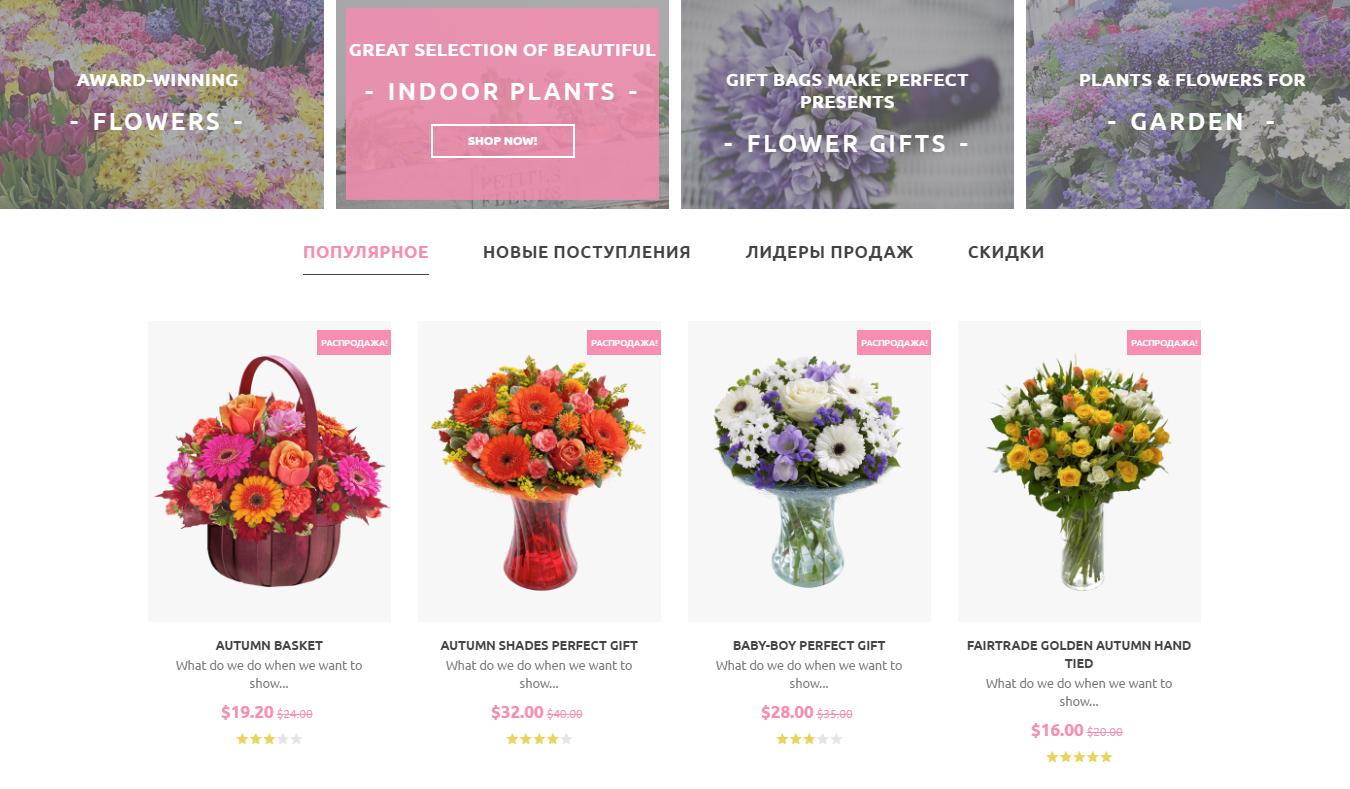 AWARD-WINNING
- FLOWERS -
GREAT SELECTION OF BEAUTIFUL
- INDOOR PLANTS -
SHOP NOW!
PETITES
FLEURS
GIFT BAGS MAKE PERFECT
PRESENTS
- FLOWER GIFTS -
PLANTS & FLOWERS FOR
- GARDEN -
ПОПУЛЯРНОЕ НОВЫЕ ПОСТУПЛЕНИЯ ЛИДЕРЫ ПРОДАЖ СКИДКИ
РАСПРОДАЖА!
AUTUMN BASKET
What do we do when we want to
show...
$19.20 $24.00
РАСПРОДАЖА!
AUTUMN SHADES PERFECT GIFT
What do we do when we want to
show...
$32.00 $40.00
РАСПРОДАЖА!
BABY-BOY PERFECT GIFT
What do we do when we want to
show...
$28.00 $35.00
РАСПРОДАЖА!
FAIRTRADE GOLDEN AUTUMN HAND
TIED
What do we do when we want to
show...
$16.00 $20.00